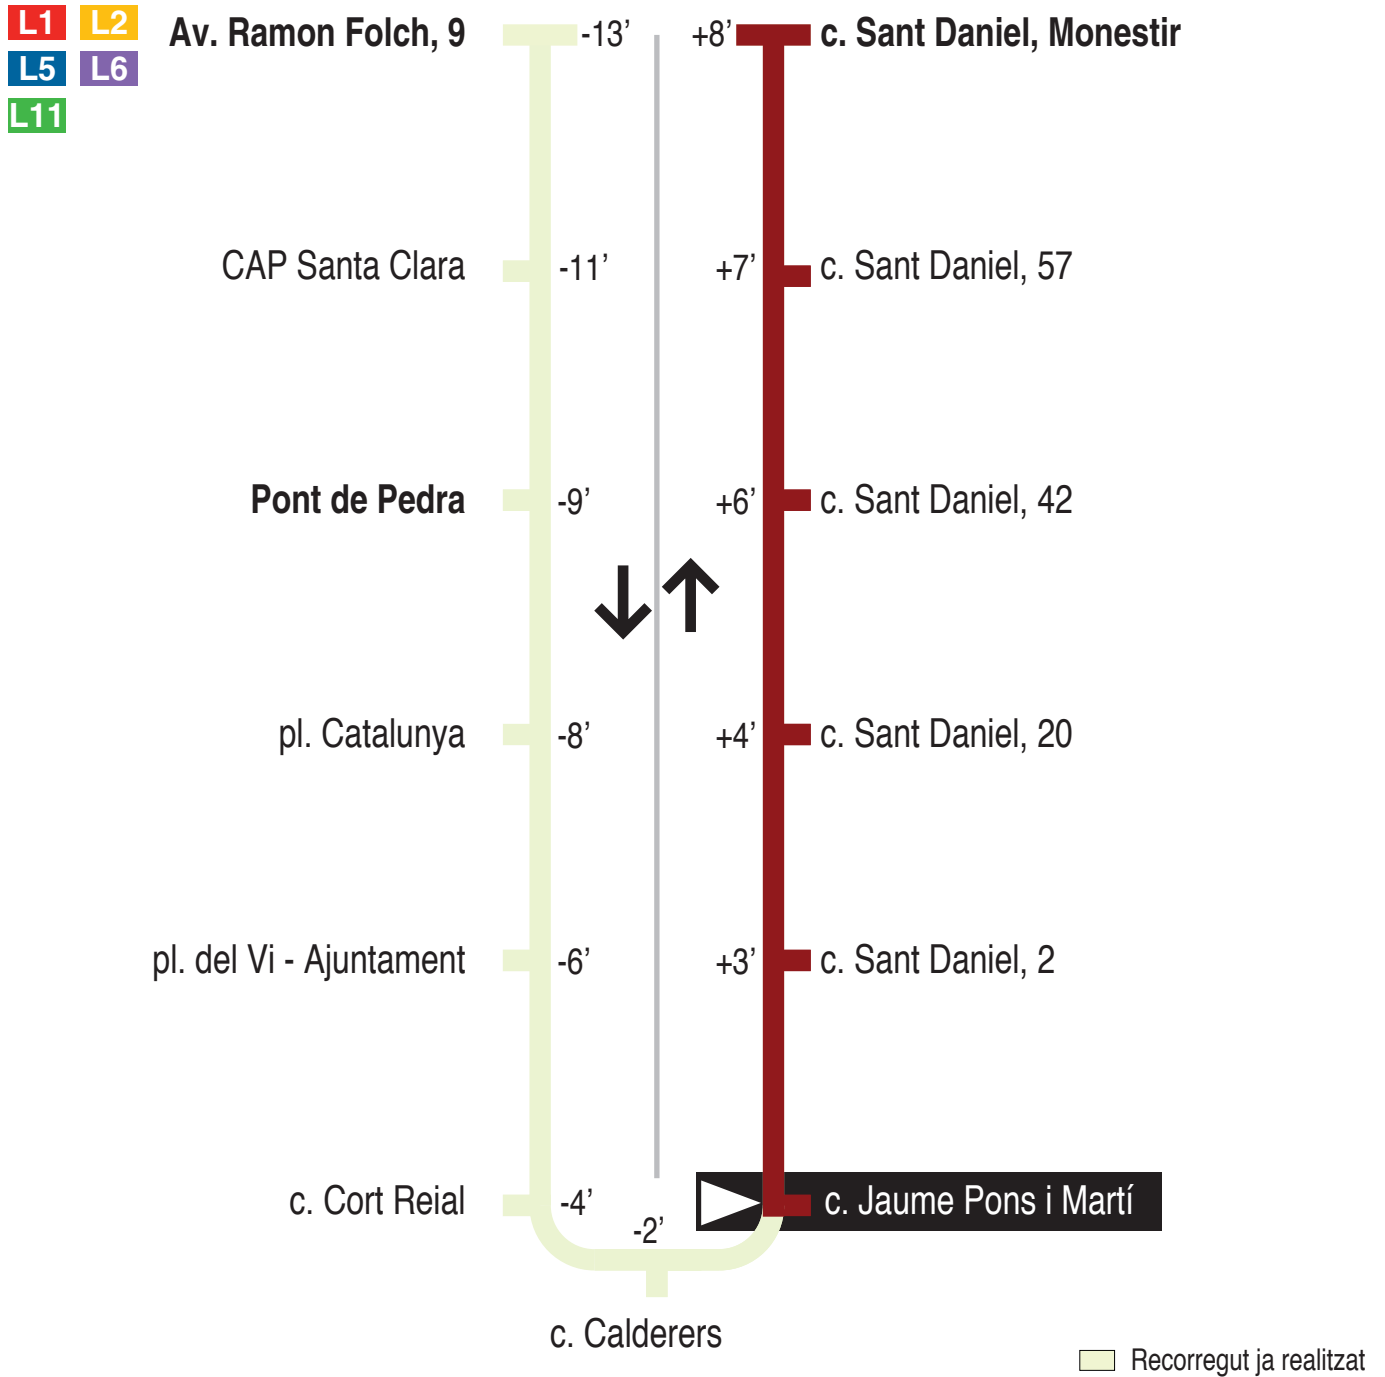 L1 L2
L5 L6
L11
Av. Ramon Folch, 9 -13’
CAP Santa Clara -11’
Pont de Pedra -9’
pl. Catalunya -8’
pl. del Vi - Ajuntament -6’
c. Cort Reial -4’
-2’
c. Calderers
+8’ c. Sant Daniel, Monestir
+7’ c. Sant Daniel, 57
+6’ c. Sant Daniel, 42
+4’ c. Sant Daniel, 20
+3’ c. Sant Daniel, 2
c. Jaume Pons i Martí
Recorregut ja realitzat